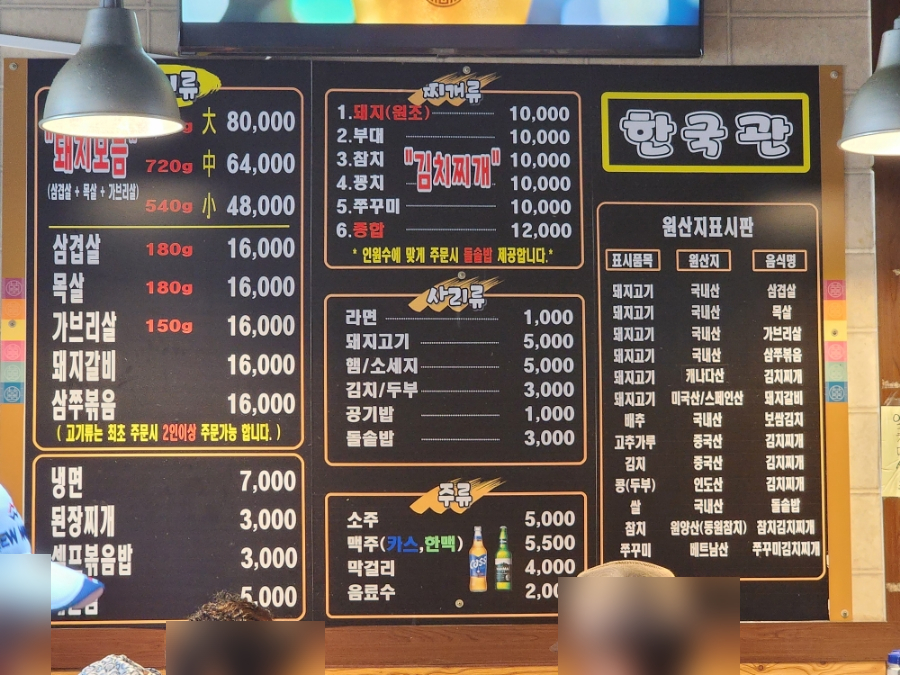 류
大 80,000
"돼지모듬" 720g 中 64,000
(삼겹살 + 목살 + 가브리살)
540g 小 48,000
삼겹살 180g 16,000
목살 180g 16,000
가브리살 150g 16,000
돼지갈비 16,000
삼쭈볶음 16,000
( 고기류는 최초 주문시 2인이상 주문가능 합니다. )
냉면 7,000
된장찌개 3,000
셀프볶음밥 3,000
5,000
찌개류
"김치찌개"
1.돼지(원조) 10,000
2.부대 10,000
3.참치 10,000
4.꽁치 10,000
5.쭈꾸미 10,000
6.종합 12,000
* 인원수에 맞게 주문시 돌솥밥 제공합니다.*
사리류
라면 1,000
돼지고기 5,000
햄/소세지 5,000
김치/두부 3,000
공기밥 1,000
돌솥밥 3,000
주류
소주 5,000
맥주(카스,한맥) 5,500
막걸리 4,000
음료수
한국관
원산지표시판
표시품목 원산지 음식명
돼지고기 국내산 삼겹살
돼지고기 국내산 목살
돼지고기 국내산 가브리살
돼지고기 국내산 삼쭈볶음
돼지고기 캐나다산 김치찌개
돼지고기 미국산/스페인산 돼지갈비
배추 국내산 보쌈김치
고추가루 중국산 김치찌개
김치 중국산 김치찌개
콩(두부) 인도산 김치찌개
쌀 국내산 돌솥밥
참치 원양산(동원참치) 참치김치찌개
쭈꾸미 베트남산 쭈꾸미김치찌개